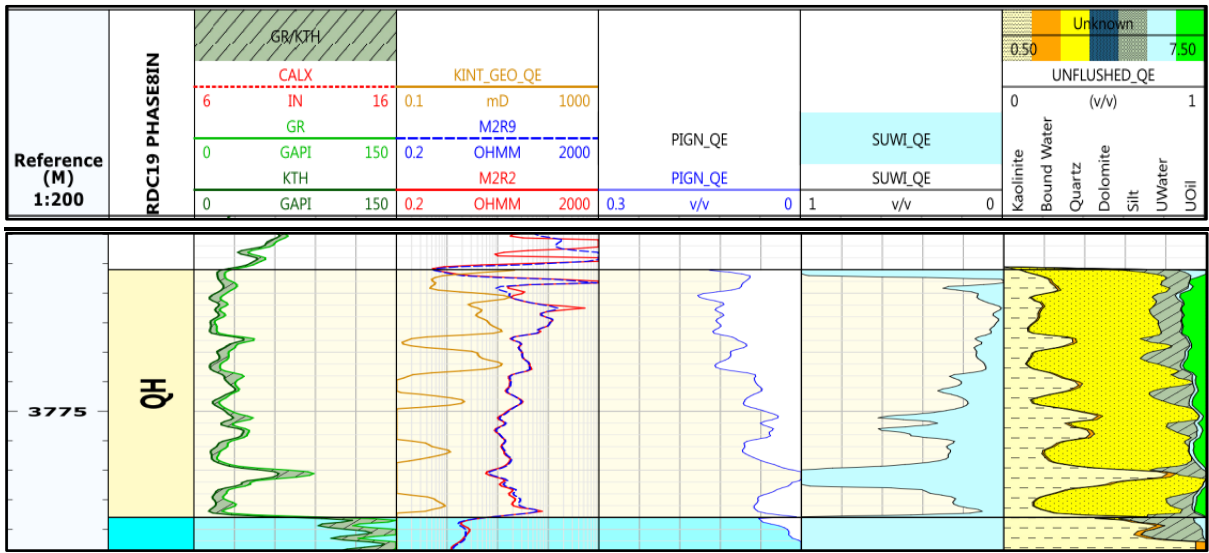 Reference
(M)
1:200
RDC19 PHASE8IN
GR/KTH
CALX
6 IN 16
GR
0 GAPI 150
KTH
0 GAPI 150
KINT_GEO_QE
0.1 mD 1000
M2R9
0.2 OHMM 2000
M2R2
0.2 OHMM 2000
PIGN_QE
PIGN_QE
0.3 v/v 0
SUWI_QE
SUWI_QE
1 v/v 0
Unknown
0.50 7.50
UNFLUSHED_QE
0 (v/v) 1
Kaolinite
Bound Water
Quartz
Dolomite
Silt
UWater
UOil
3775
QH